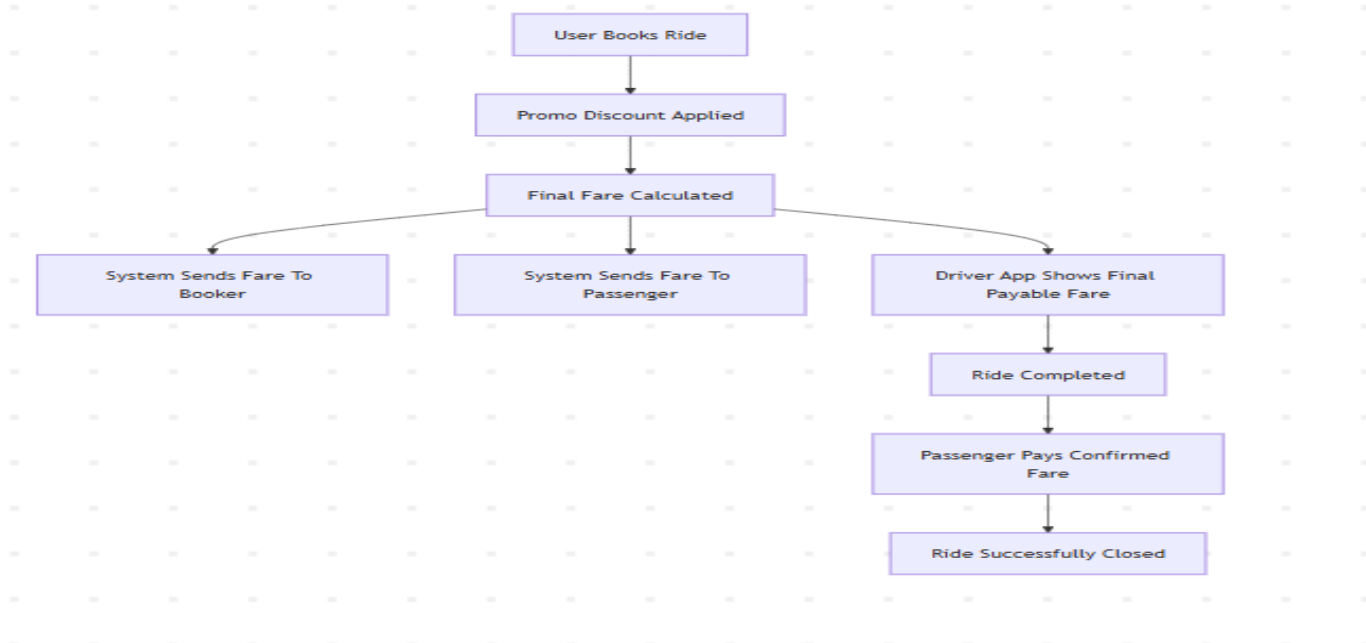 User Books Ride
Promo Discount Applied
Final Fare Calculated
System Sends Fare To
Booker
System Sends Fare To
Passenger
Driver App Shows Final
Payable Fare
Ride Completed
Passenger Pays Confirmed
Fare
Ride Successfully Closed